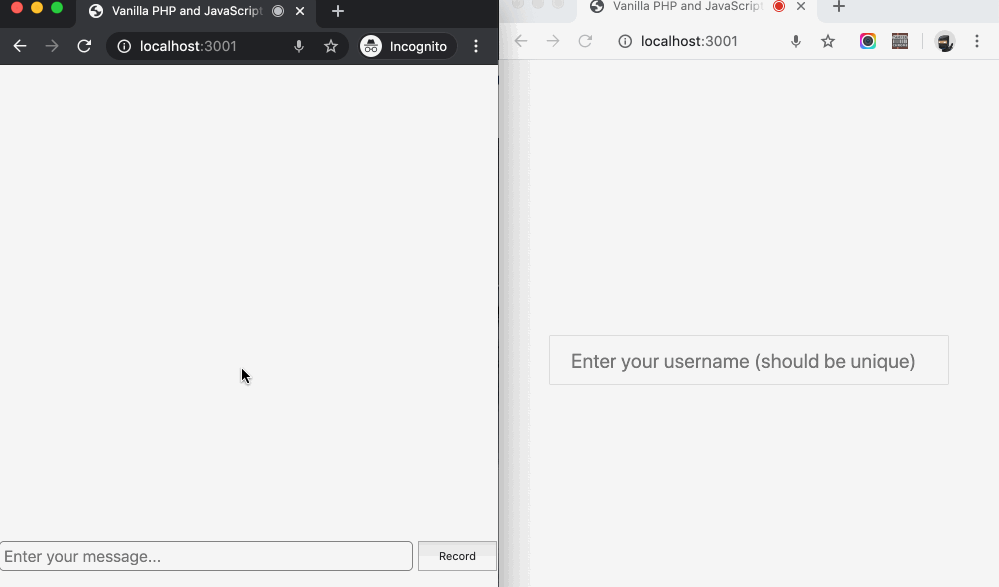 Vanilla PHP and JavaScript
localhost:3001
Incognito
Enter your message...
Record
Vanilla PHP and JavaScript
localhost:3001
Enter your username (should be unique)